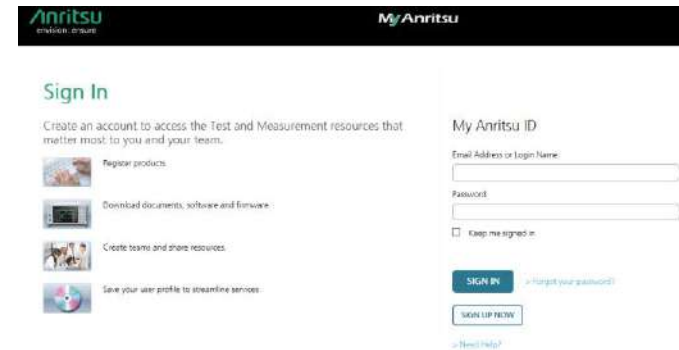 Anritsu
envision : ensure
My Anritsu
Sign In
Create an account to access the Test and Measurement resources that
matter most to you and your team.
Register products
Download documents, software and firmware
Create teams and share resources
Save your user profile to streamline services
My Anritsu ID
Email Address or Login Name
Password
Keep me signed in
SIGN IN
» Forgot your password?
SIGN UP NOW
» Need Help?